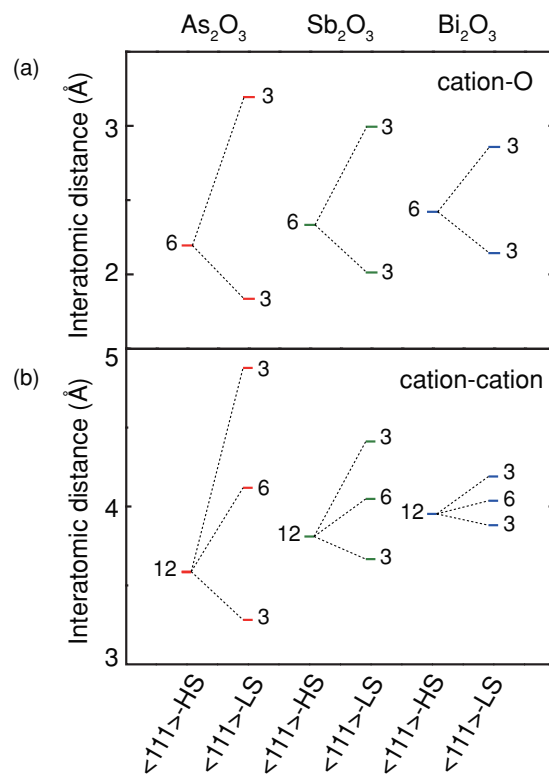 As₂O₃ Sb₂O₃ Bi₂O₃
(a)
cation-O
Interatomic distance (Å)
3
2
6
3
3
6
3
3
6
3
3
(b)
cation-cation
Interatomic distance (Å)
5
4
3
12
3
6
3
12
3
6
3
12
3
6
3
<111>-HS
<111>-LS
<111>-HS
<111>-LS
<111>-HS
<111>-LS